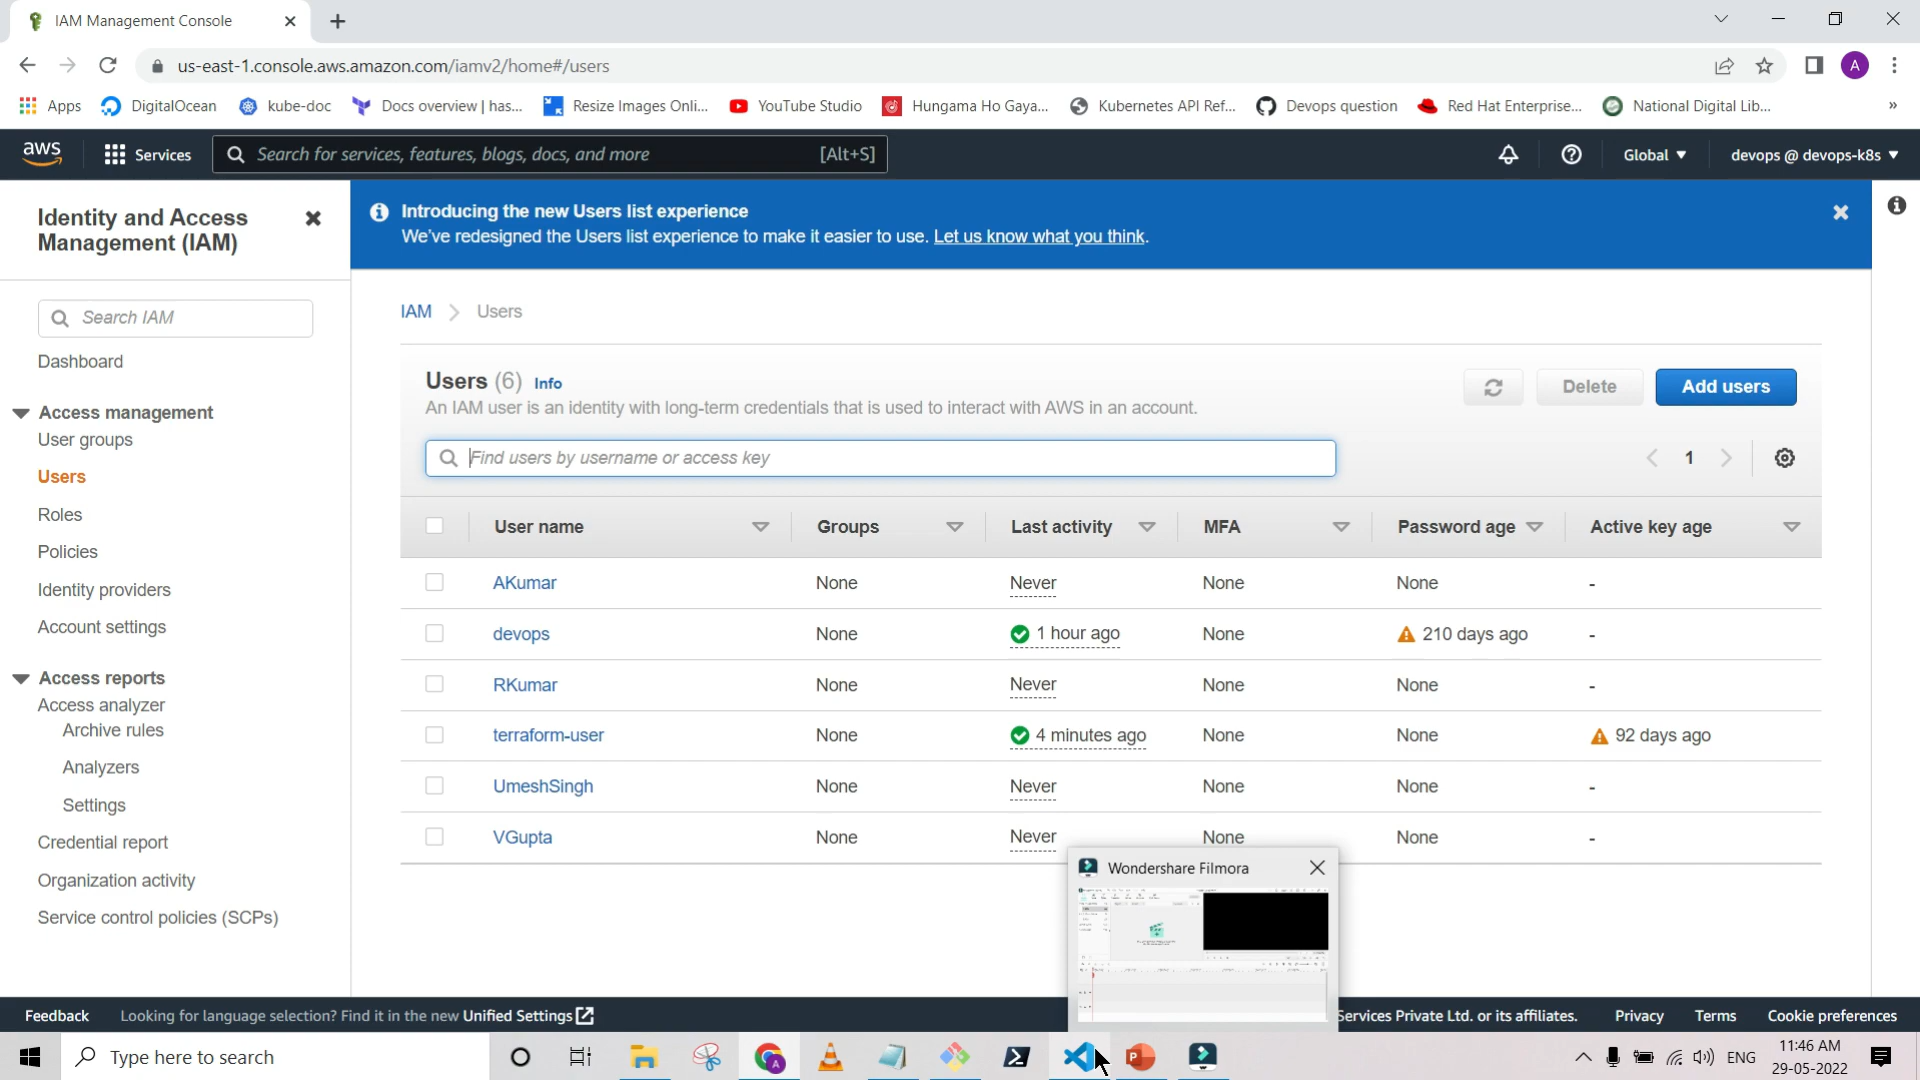 IAM Management Console
us-east-1.console.aws.amazon.com/iamv2/home#/users
Apps DigitalOcean kube-doc Docs overview | has... Resize Images Onli... YouTube Studio Hungama Ho Gaya... Kubernetes API Ref... Devops question Red Hat Enterprise... National Digital Lib... »
aws Services Search for services, features, blogs, docs, and more [Alt+S] Global devops @ devops-k8s
Identity and Access
Management (IAM)
Search IAM
Dashboard
Access management
User groups
Users
Roles
Policies
Identity providers
Account settings
Access reports
Access analyzer
Archive rules
Analyzers
Settings
Credential report
Organization activity
Service control policies (SCPs)
Introducing the new Users list experience
We've redesigned the Users list experience to make it easier to use. Let us know what you think.
IAM Users
Users (6) Info
An IAM user is an identity with long-term credentials that is used to interact with AWS in an account.
Delete Add users
Find users by username or access key
1
User name Groups Last activity MFA Password age Active key age
AKumar None Never None None -
devops None 1 hour ago None 210 days ago -
RKumar None Never None None -
terraform-user None 4 minutes ago None None 92 days ago
UmeshSingh None Never None None -
VGupta None Never None None -
Wondershare Filmora
Feedback Looking for language selection? Find it in the new Unified Settings Services Private Ltd. or its affiliates. Privacy Terms Cookie preferences
Type here to search
ENG
11:46 AM
29-05-2022